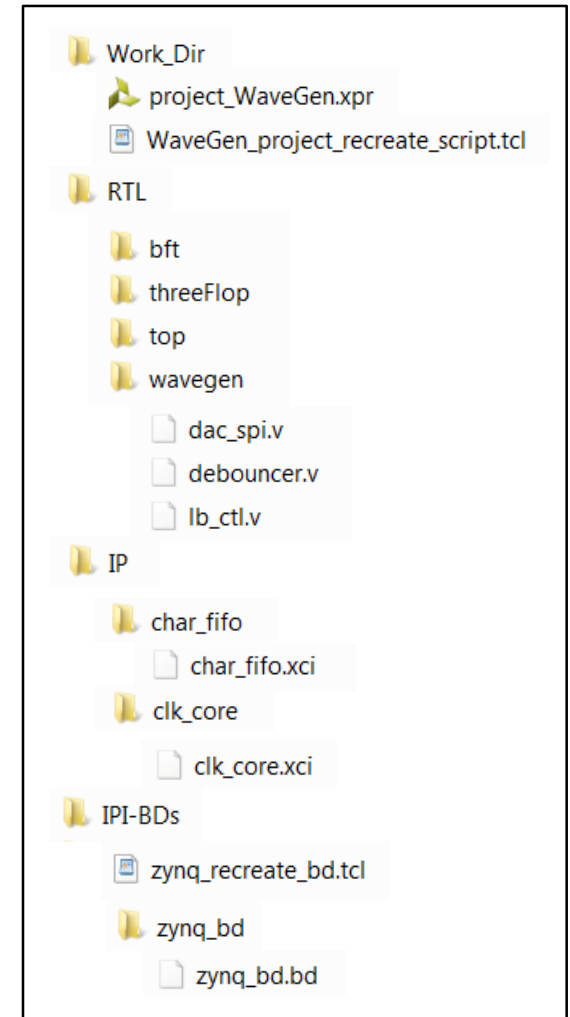 Work_Dir
project_WaveGen.xpr
WaveGen_project_recreate_script.tcl
RTL
bft
threeFlop
top
wavegen
dac_spi.v
debouncer.v
lb_ctl.v
IP
char_fifo
char_fifo.xci
clk_core
clk_core.xci
IPI-BDs
zynq_recreate_bd.tcl
zynq_bd
zynq_bd.bd